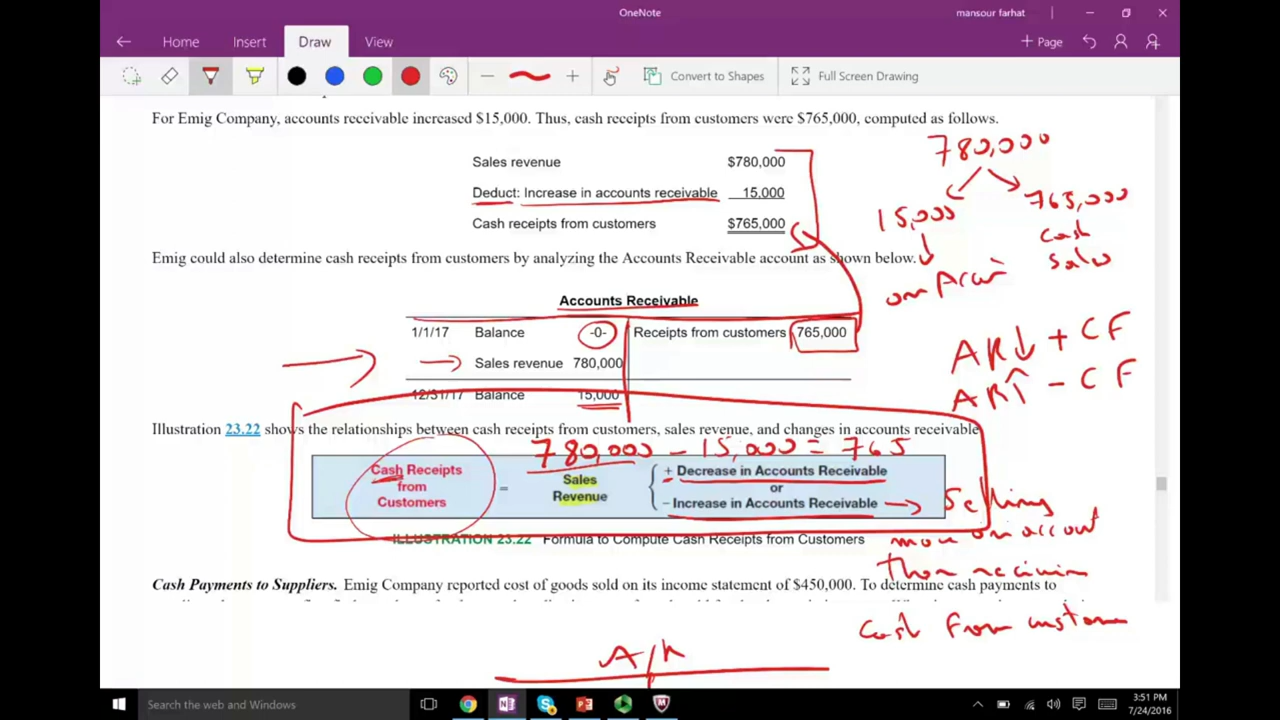 OneNote
mansour farhat
Home Insert Draw View
Page
Convert to Shapes
Full Screen Drawing
For Emig Company, accounts receivable increased $15,000. Thus, cash receipts from customers were $765,000, computed as follows.
780,000
Sales revenue $780,000
Deduct: Increase in accounts receivable 15,000
Cash receipts from customers $765,000
15,000 765,000
cash
sales
Emig could also determine cash receipts from customers by analyzing the Accounts Receivable account as shown below.
on
Accounts Receivable
1/1/17 Balance -0- Receipts from customers 765,000
Sales revenue 780,000
12/31/17 Balance 15,000
AR↓ + CF
AR↑ - CF
Illustration 23.22 shows the relationships between cash receipts from customers, sales revenue, and changes in accounts receivable
780,000 - 15,000 = 765
Cash Receipts from Customers = Sales Revenue
+ Decrease in Accounts Receivable
or
− Increase in Accounts Receivable
Selling
more on account
than
cash from
ILLUSTRATION 23.22 Formula to Compute Cash Receipts from Customers
Cash Payments to Suppliers. Emig Company reported cost of goods sold on its income statement of $450,000. To determine cash payments to
A/R
Search the web and Windows
3:51 PM
7/24/2016